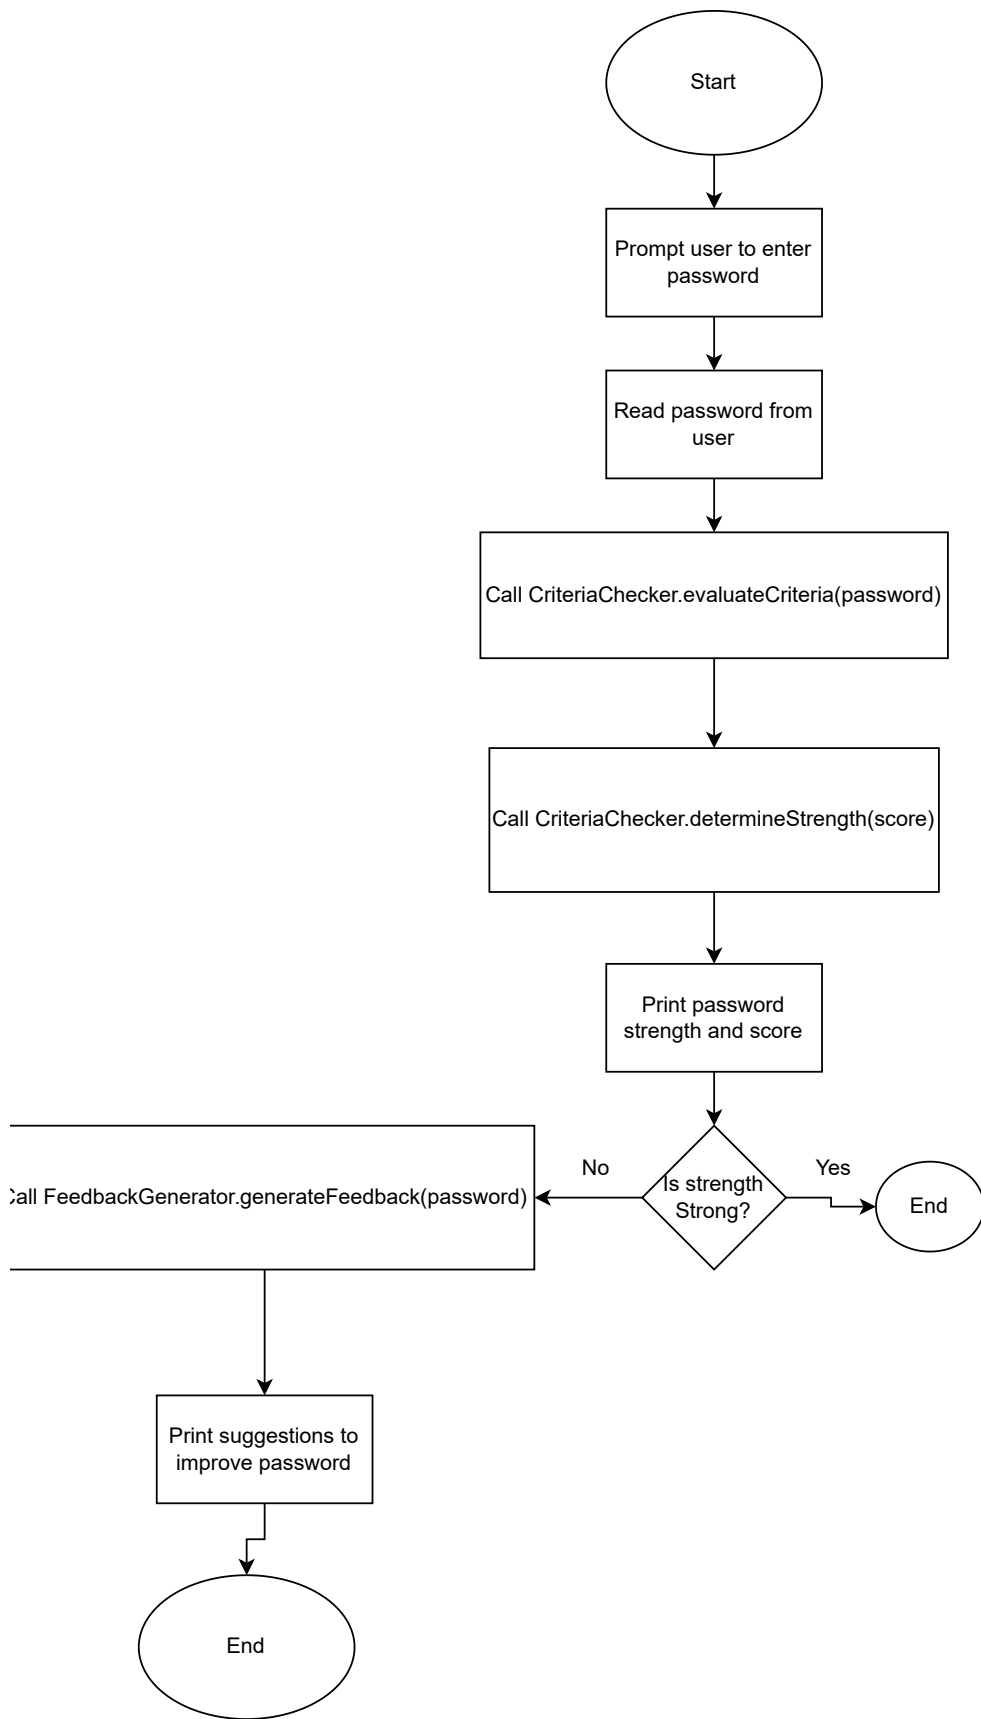 Start
Prompt user to enter
password
Read password from
user
Call CriteriaChecker.evaluateCriteria(password)
Call CriteriaChecker.determineStrength(score)
Print password
strength and score
Is strength
Strong?
No
Yes
End
Call FeedbackGenerator.generateFeedback(password)
Print suggestions to
improve password
End